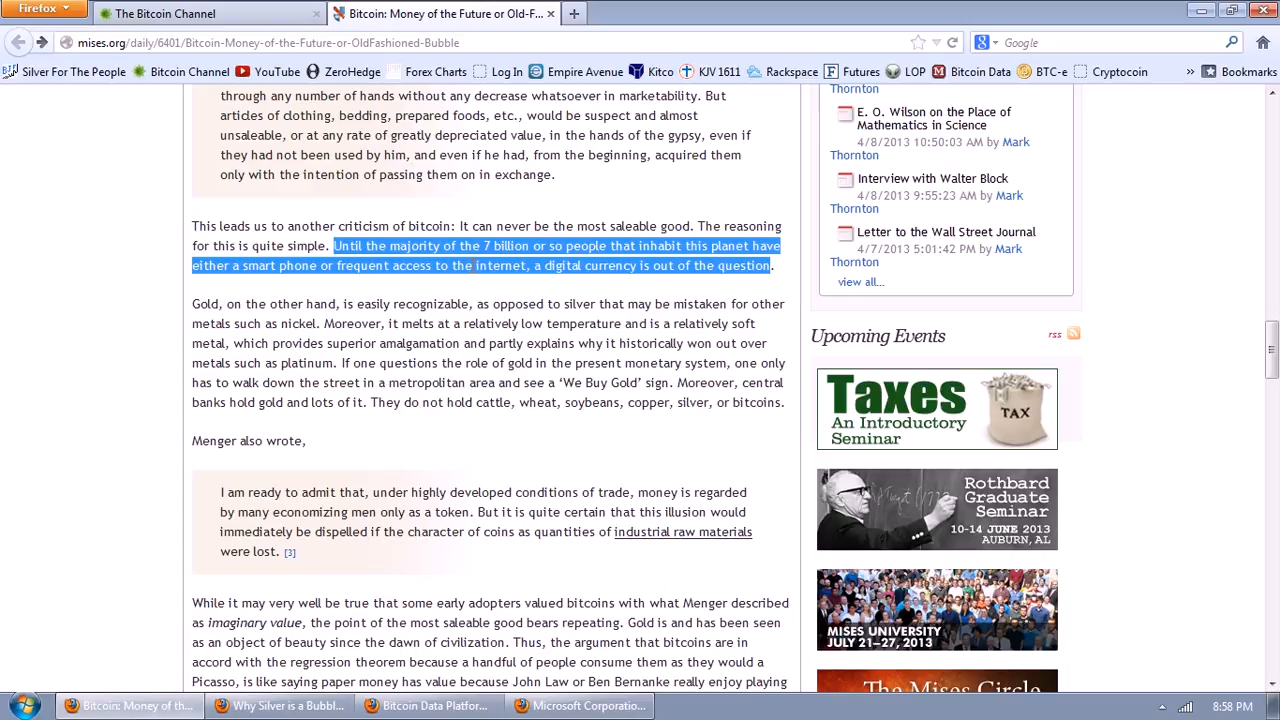 Firefox
The Bitcoin Channel
Bitcoin: Money of the Future or Old-F...
mises.org/daily/6401/Bitcoin-Money-of-the-Future-or-OldFashioned-Bubble
Google
Silver For The People
Bitcoin Channel
YouTube
ZeroHedge
Forex Charts
Log In
Empire Avenue
Kitco
KJV 1611
Rackspace
Futures
LOP
Bitcoin Data
BTC-e
Cryptocoin
»
Bookmarks
through any number of hands without any decrease whatsoever in marketability. But
articles of clothing, bedding, prepared foods, etc., would be suspect and almost
unsaleable, or at any rate of greatly depreciated value, in the hands of the gypsy, even if
they had not been used by him, and even if he had, from the beginning, acquired them
only with the intention of passing them on in exchange.
This leads us to another criticism of bitcoin: It can never be the most saleable good. The reasoning
for this is quite simple. Until the majority of the 7 billion or so people that inhabit this planet have
either a smart phone or frequent access to the internet, a digital currency is out of the question.
Gold, on the other hand, is easily recognizable, as opposed to silver that may be mistaken for other
metals such as nickel. Moreover, it melts at a relatively low temperature and is a relatively soft
metal, which provides superior amalgamation and partly explains why it historically won out over
metals such as platinum. If one questions the role of gold in the present monetary system, one only
has to walk down the street in a metropolitan area and see a ‘We Buy Gold’ sign. Moreover, central
banks hold gold and lots of it. They do not hold cattle, wheat, soybeans, copper, silver, or bitcoins.
Menger also wrote,
I am ready to admit that, under highly developed conditions of trade, money is regarded
by many economizing men only as a token. But it is quite certain that this illusion would
immediately be dispelled if the character of coins as quantities of industrial raw materials
were lost. [3]
While it may very well be true that some early adopters valued bitcoins with what Menger described
as imaginary value, the point of the most saleable good bears repeating. Gold is and has been seen
as an object of beauty since the dawn of civilization. Thus, the argument that bitcoins are in
accord with the regression theorem because a handful of people consume them as they would a
Picasso, is like saying paper money has value because John Law or Ben Bernanke really enjoy playing
Thornton
E. O. Wilson on the Place of
Mathematics in Science
4/8/2013 10:50:03 AM by Mark
Thornton
Interview with Walter Block
4/8/2013 9:55:23 AM by Mark
Thornton
Letter to the Wall Street Journal
4/7/2013 5:01:42 PM by Mark
Thornton
view all...
Upcoming Events
rss
Taxes
An Introductory
Seminar
TAX
Rothbard
Graduate
Seminar
10-14 JUNE 2013
AUBURN, AL
MISES UNIVERSITY
JULY 21-27, 2013
The Mises Circle
Bitcoin: Money of th...
Why Silver is a Bubbl...
Bitcoin Data Platfor...
Microsoft Corporatio...
8:58 PM